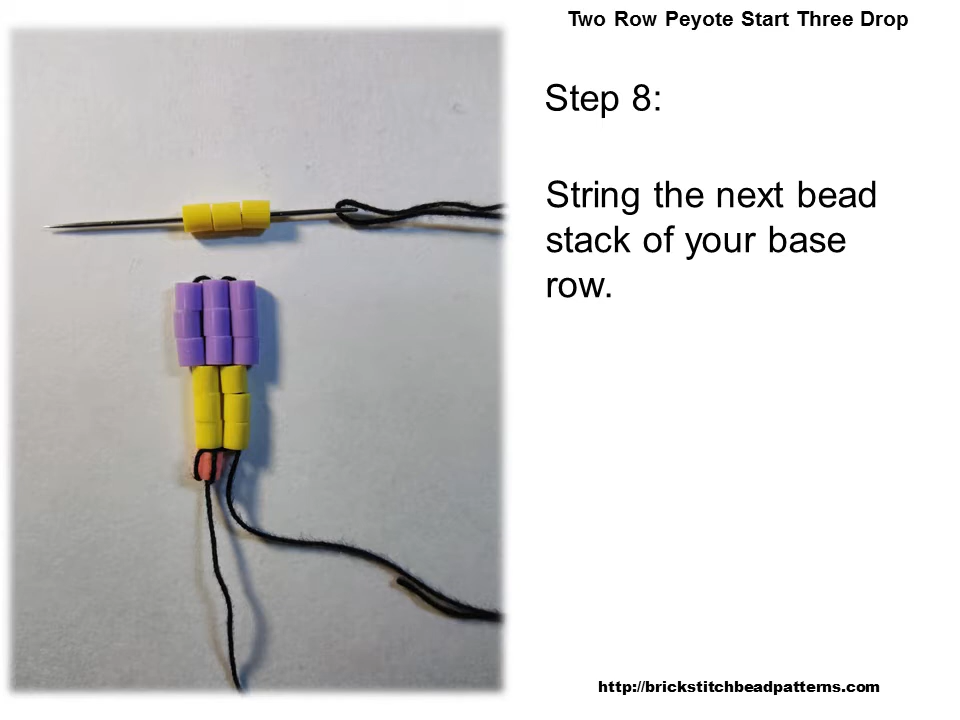 Two Row Peyote Start Three Drop
Step 8:
String the next bead
stack of your base
row.
http://brickstitchbeadpatterns.com